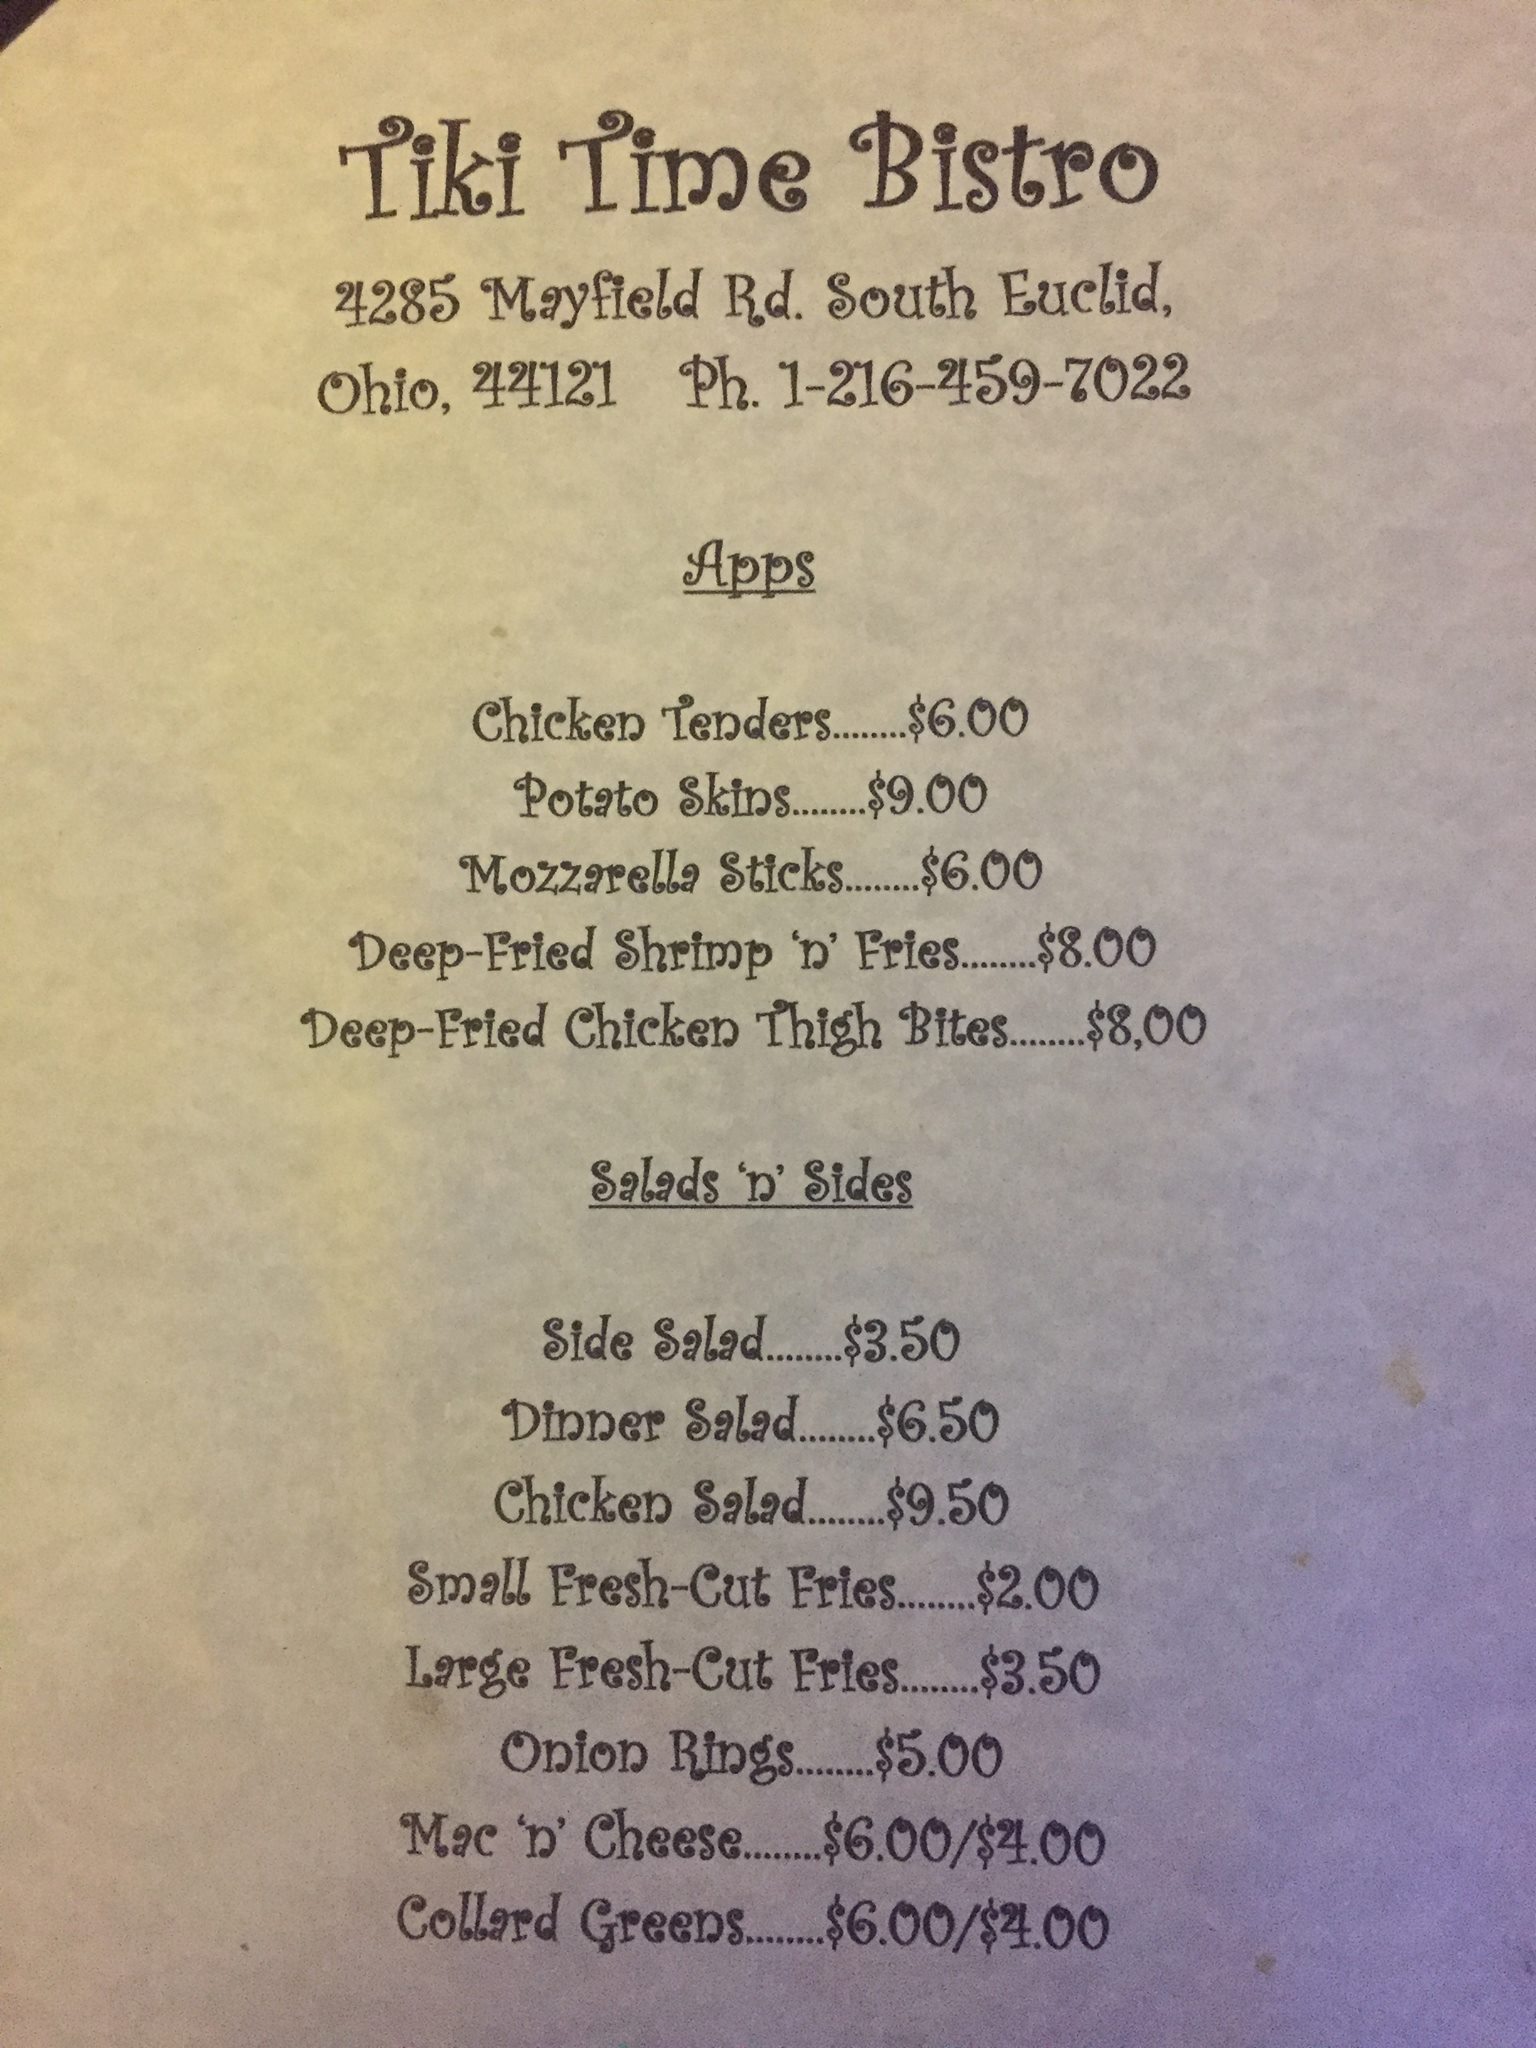 Tiki Time Bistro
4285 Mayfield Rd. South Euclid,
Ohio, 44121 Ph. 1-216-459-7022
Apps
Chicken Tenders........$6.00
Potato Skins........$9.00
Mozzarella Sticks........$6.00
Deep-Fried Shrimp ‘n’ Fries........$8.00
Deep-Fried Chicken Thigh Bites........$8,00
Salads ‘n’ Sides
Side Salad........$3.50
Dinner Salad........$6.50
Chicken Salad........$9.50
Small Fresh-Cut Fries........$2.00
Large Fresh-Cut Fries........$3.50
Onion Rings........$5.00
Mac ‘n’ Cheese........$6.00/$4.00
Collard Greens........$6.00/$4.00